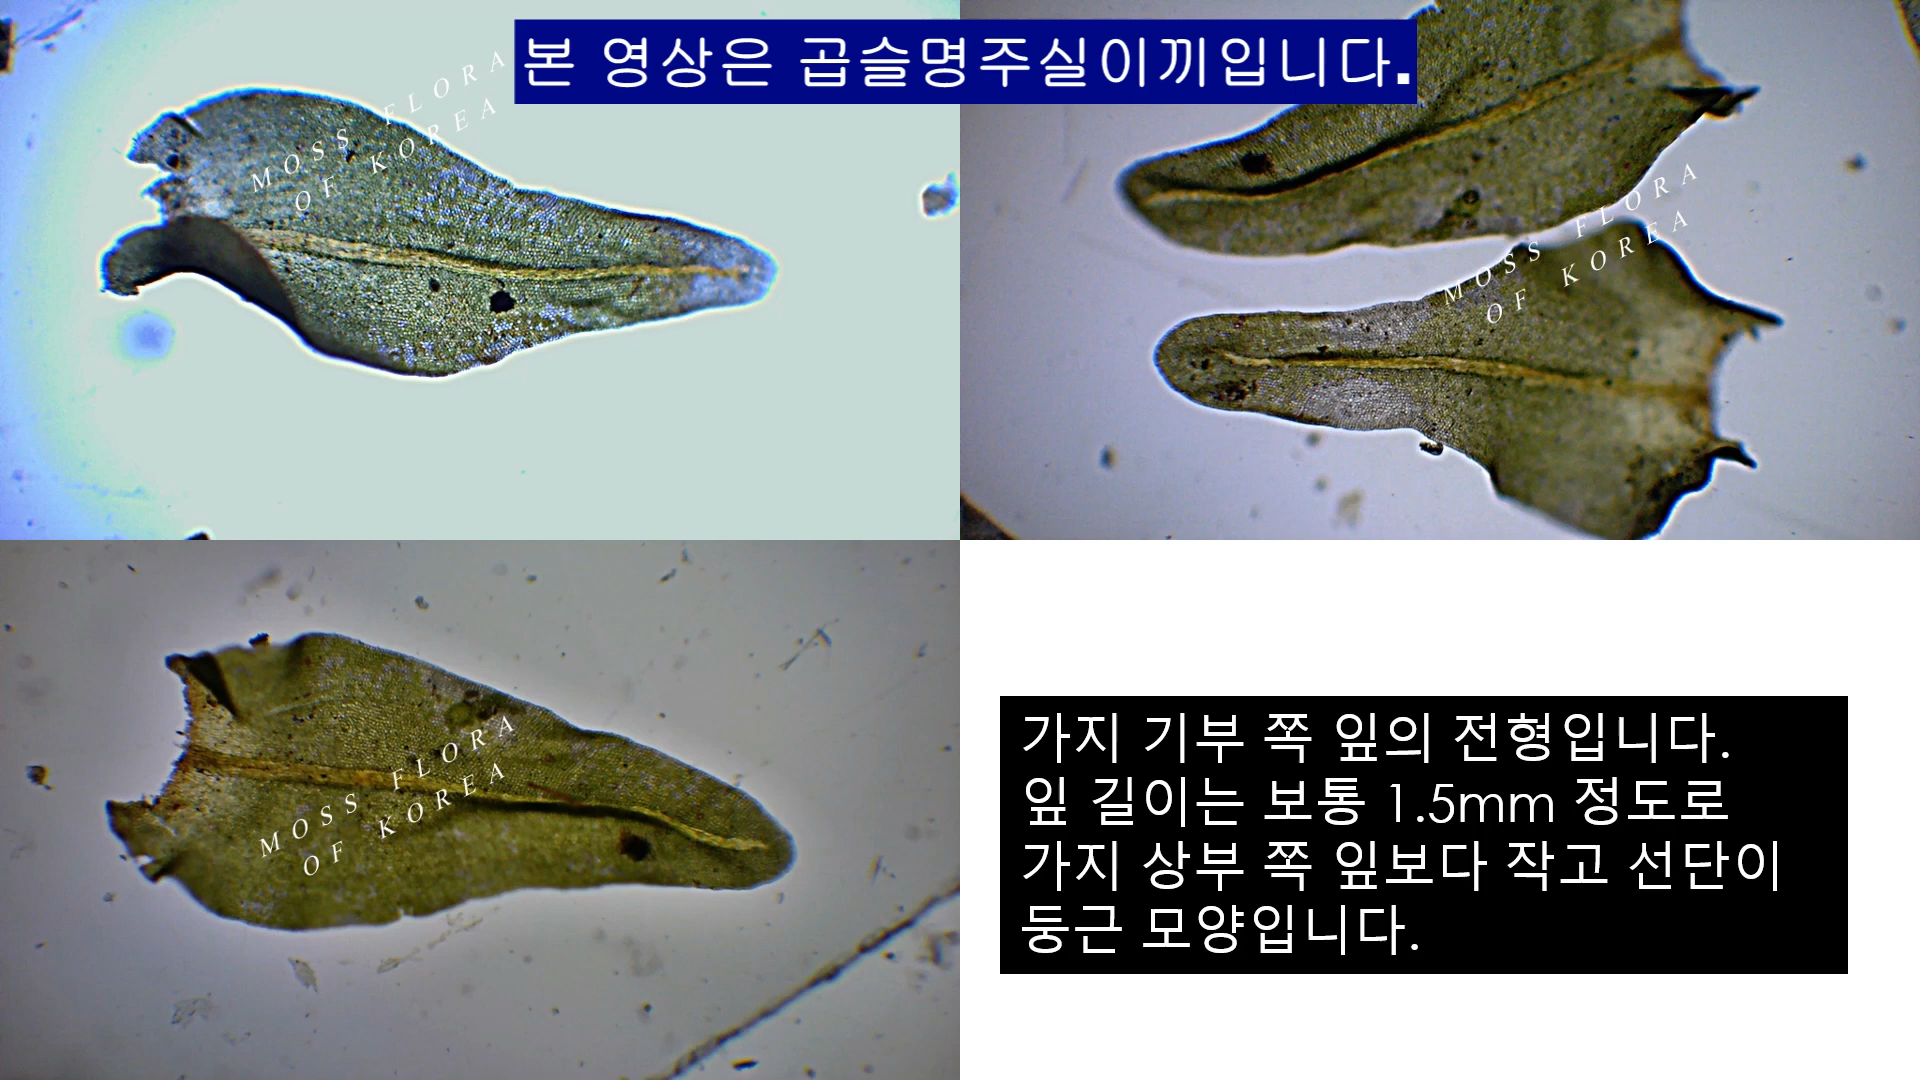 본 영상은 곱슬명주실이끼입니다.
MOSS FLORA
OF KOREA
MOSS FLORA
OF KOREA
MOSS FLORA
OF KOREA
가지 기부 쪽 잎의 전형입니다.
잎 길이는 보통 1.5mm 정도로
가지 상부 쪽 잎보다 작고 선단이
둥근 모양입니다.